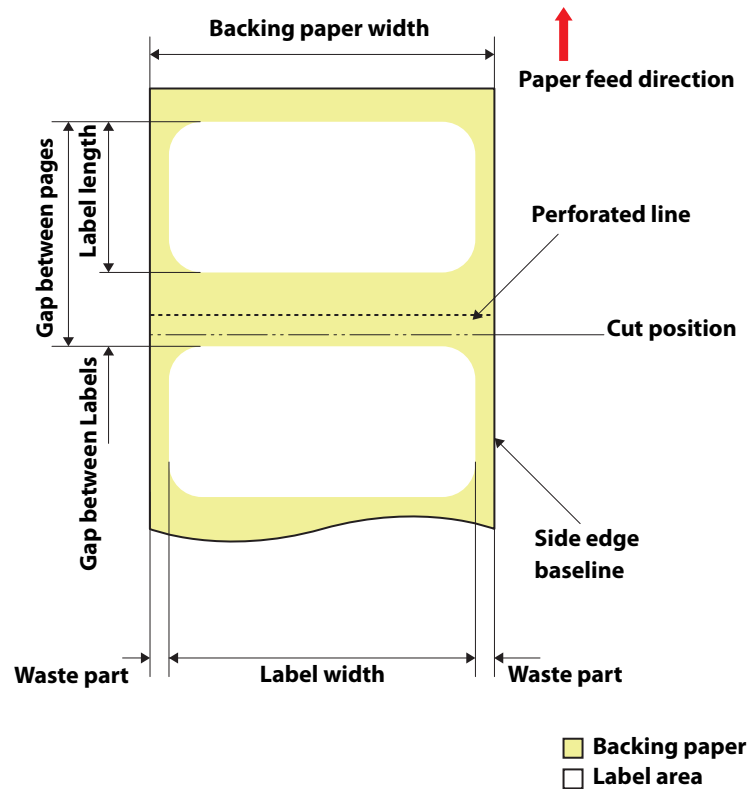 Backing paper width
Paper feed direction
Gap between pages
Label length
Perforated line
Cut position
Gap between Labels
Side edge
baseline
Waste part
Label width
Waste part
Backing paper
Label area